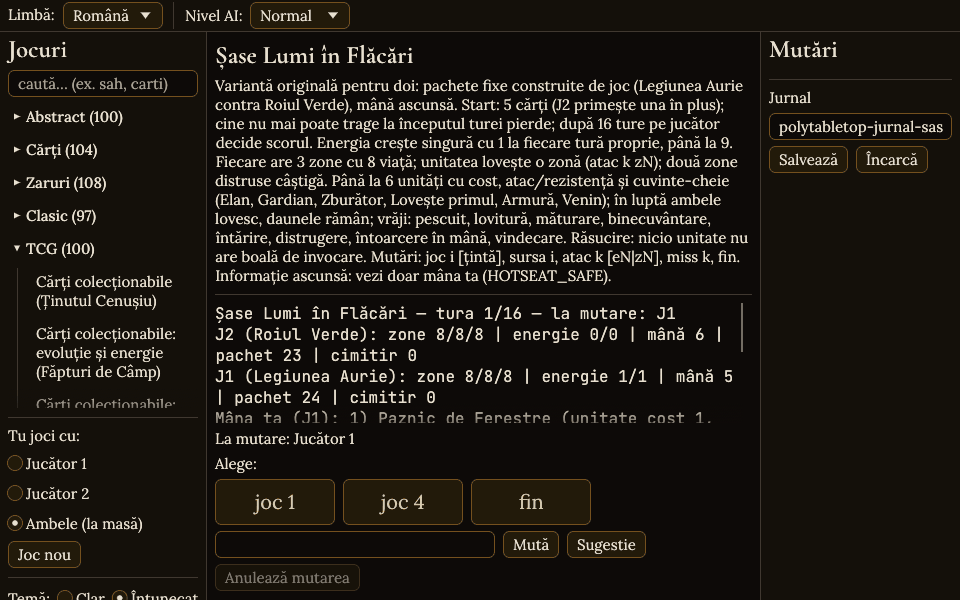 Limbă: Română Nivel AI: Normal
Jocuri
caută... (ex. sah, carti)
Abstract (100)
Cărți (104)
Zaruri (108)
Clasic (97)
TCG (100)
Cărți colecționabile
(Ținutul Cenușiu)
Cărți colecționabile:
evoluție și energie
(Făpturi de Câmp)
Cărți colecționabile:
Tu joci cu:
Jucător 1
Jucător 2
Ambele (la masă)
Joc nou
Temă: Clar Întunecat
Șase Lumi în Flăcări
Variantă originală pentru doi: pachete fixe construite de joc (Legiunea Aurie
contra Roiul Verde), mână ascunsă. Start: 5 cărți (J2 primește una în plus);
cine nu mai poate trage la începutul turei pierde; după 16 ture pe jucător
decide scorul. Energia crește singură cu 1 la fiecare tură proprie, până la 9.
Fiecare are 3 zone cu 8 viață; unitatea lovește o zonă (atac k zN); două zone
distruse câștigă. Până la 6 unități cu cost, atac/rezistență și cuvinte-cheie
(Elan, Gardian, Zburător, Lovește primul, Armură, Venin); în luptă ambele
lovesc, daunele rămân; vrăji: pescuit, lovitură, măturare, binecuvântare,
întărire, distrugere, întoarcere în mână, vindecare. Răsucire: nicio unitate nu
are boală de invocare. Mutări: joc i [țintă], sursa i, atac k [eN|zN], miss k, fin.
Informație ascunsă: vezi doar mâna ta (HOTSEAT_SAFE).
Șase Lumi în Flăcări — tura 1/16 — la mutare: J1
J2 (Roiul Verde): zone 8/8/8 | energie 0/0 | mână 6 |
pachet 23 | cimitir 0
J1 (Legiunea Aurie): zone 8/8/8 | energie 1/1 | mână 5
| pachet 24 | cimitir 0
Mâna ta (J1): 1) Paznic de Ferestre (unitate cost 1,
La mutare: Jucător 1
Alege:
joc 1 joc 4 fin
Mută Sugestie
Anulează mutarea
Mutări
Jurnal
polytabletop-jurnal-sas
Salvează Încarcă